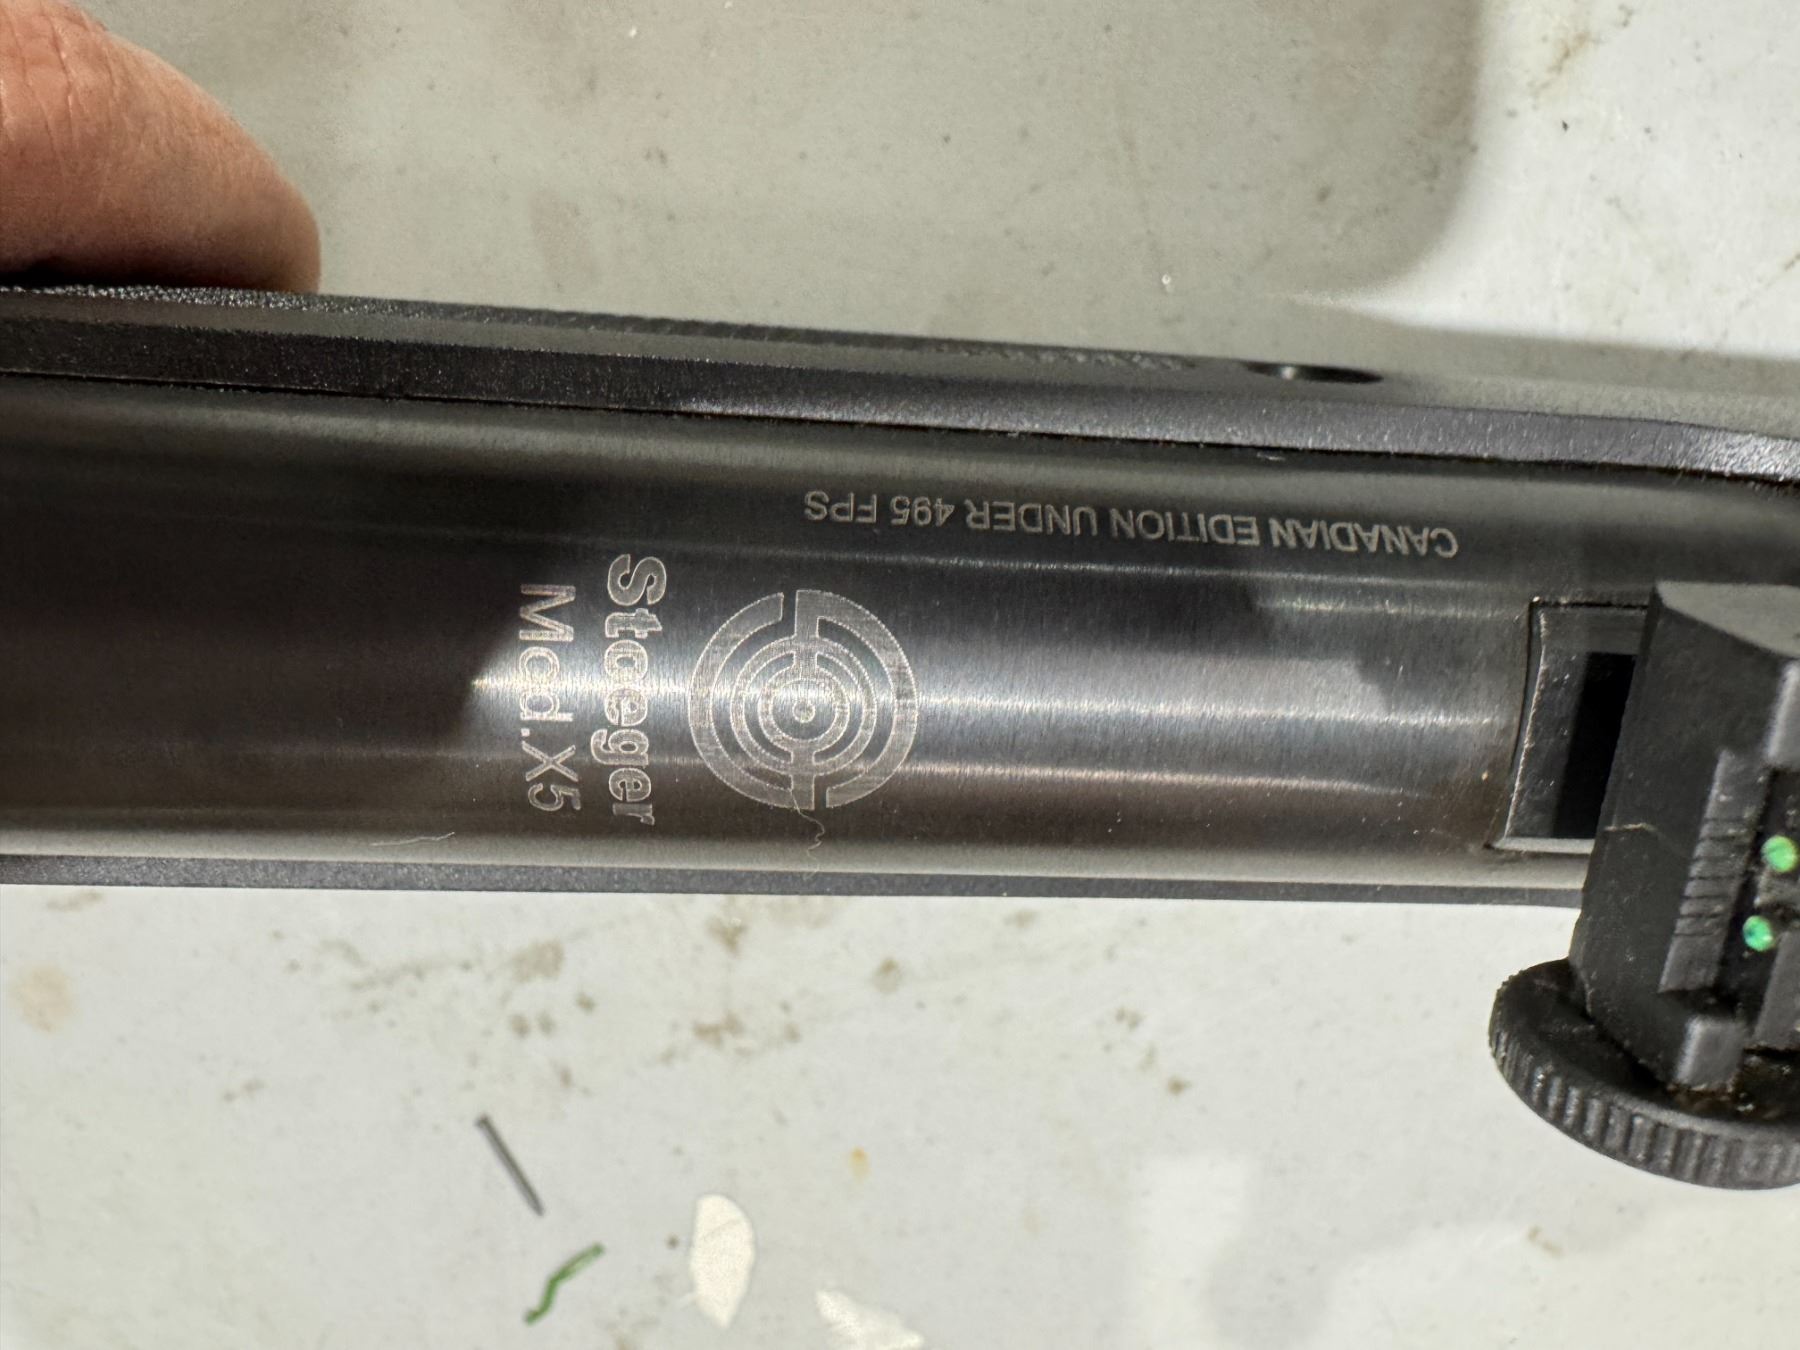 CANADIAN EDITION UNDER 495 FPS
Stoeger
Mod.X5